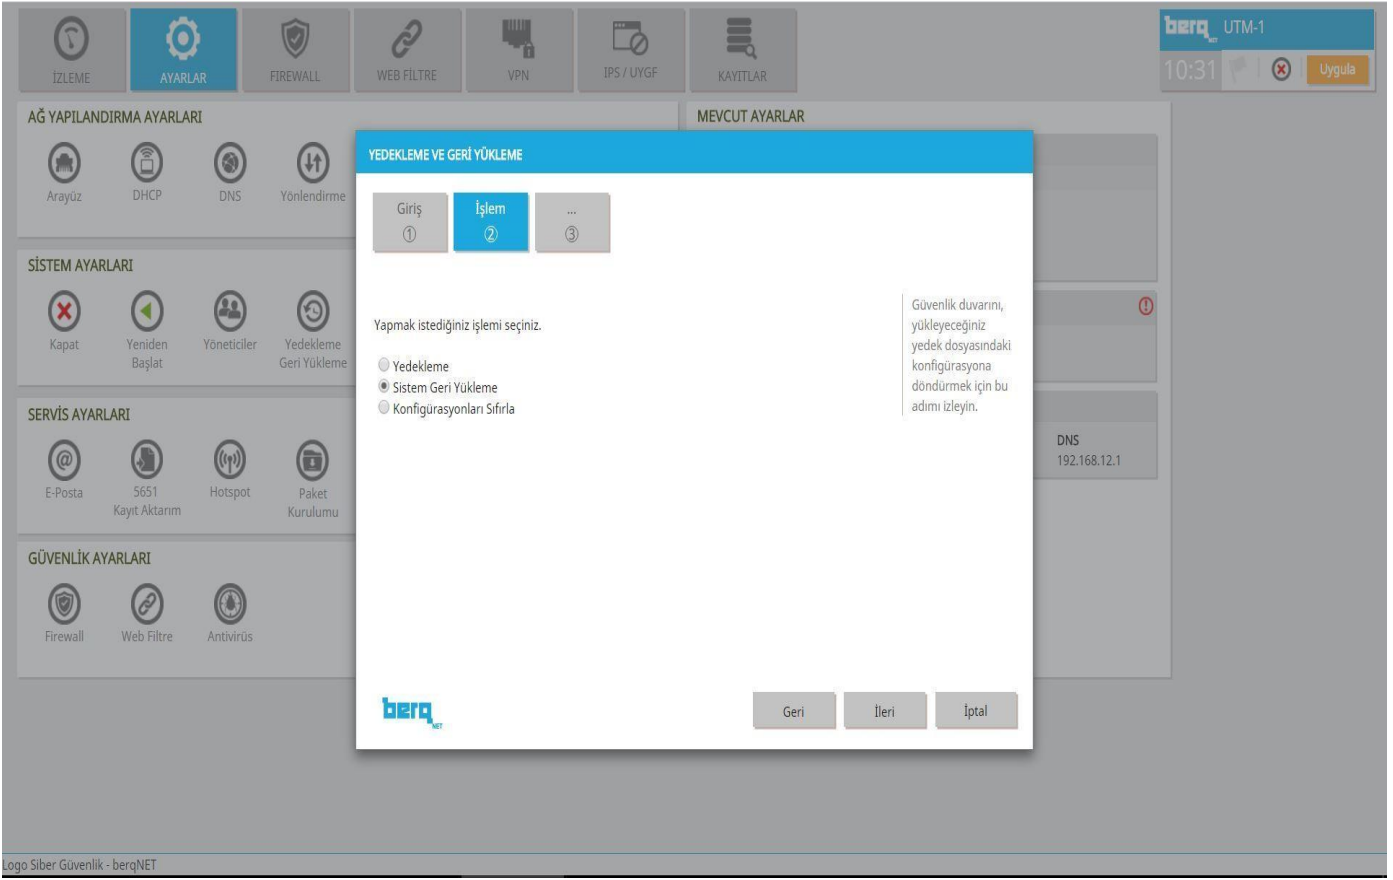 İZLEME
AYARLAR
FIREWALL
WEB FİLTRE
VPN
IPS / UYGF
KAYITLAR
berq NET UTM-1
10:31
Uygula
AĞ YAPILANDIRMA AYARLARI
Arayüz
DHCP
DNS
Yönlendirme
SİSTEM AYARLARI
Kapat
Yeniden
Başlat
Yöneticiler
Yedekleme
Geri Yükleme
SERVİS AYARLARI
E-Posta
5651
Kayıt Aktarım
Hotspot
Paket
Kurulumu
GÜVENLİK AYARLARI
Firewall
Web Filtre
Antivirüs
MEVCUT AYARLAR
DNS
192.168.12.1
YEDEKLEME VE GERİ YÜKLEME
Giriş
①
İşlem
②
...
③
Yapmak istediğiniz işlemi seçiniz.
Yedekleme
Sistem Geri Yükleme
Konfigürasyonları Sıfırla
Güvenlik duvarını,
yükleyeceğiniz
yedek dosyasındaki
konfigürasyona
döndürmek için bu
adımı izleyin.
berq NET
Geri
İleri
İptal
Logo Siber Güvenlik - berqNET